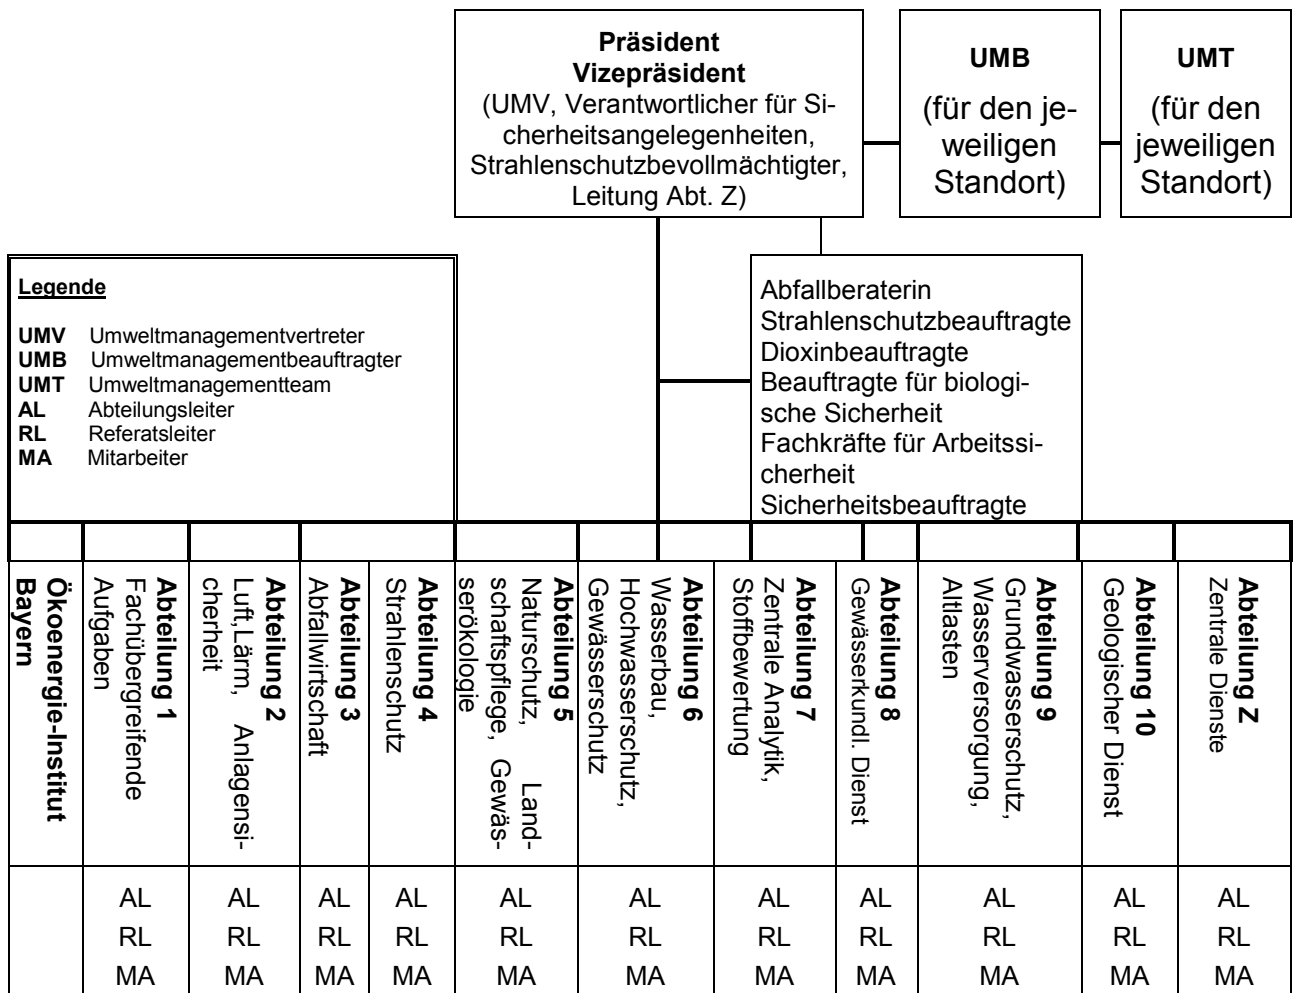 Präsident
Vizepräsident
(UMV, Verantwortlicher für Si-
cherheitsangelegenheiten,
Strahlenschutzbevollmächtigter,
Leitung Abt. Z)
UMB
(für den je-
weiligen
Standort)
UMT
(für den
jeweiligen
Standort)
Legende
UMV Umweltmanagementvertreter
UMB Umweltmanagementbeauftragter
UMT Umweltmanagementteam
AL Abteilungsleiter
RL Referatsleiter
MA Mitarbeiter
Abfallberaterin
Strahlenschutzbeauftragte
Dioxinbeauftragte
Beauftragte für biologi-
sche Sicherheit
Fachkräfte für Arbeitssi-
cherheit
Sicherheitsbeauftragte
Ökoenergie-Institut
Bayern
Abteilung 1
Fachübergreifende
Aufgaben
Abteilung 2
Luft,Lärm, Anlagensi-
cherheit
Abteilung 3
Abfallwirtschaft
Abteilung 4
Strahlenschutz
Abteilung 5
Naturschutz, Land-
schaftspflege, Gewäs-
serökologie
Abteilung 6
Wasserbau,
Hochwasserschutz,
Gewässerschutz
Abteilung 7
Zentrale Analytik,
Stoffbewertung
Abteilung 8
Gewässerkundl. Dienst
Abteilung 9
Grundwasserschutz,
Wasserversorgung,
Altlasten
Abteilung 10
Geologischer Dienst
Abteilung Z
Zentrale Dienste
AL AL AL AL AL AL AL AL AL AL AL
RL RL RL RL RL RL RL RL RL RL RL
MA MA MA MA MA MA MA MA MA MA MA